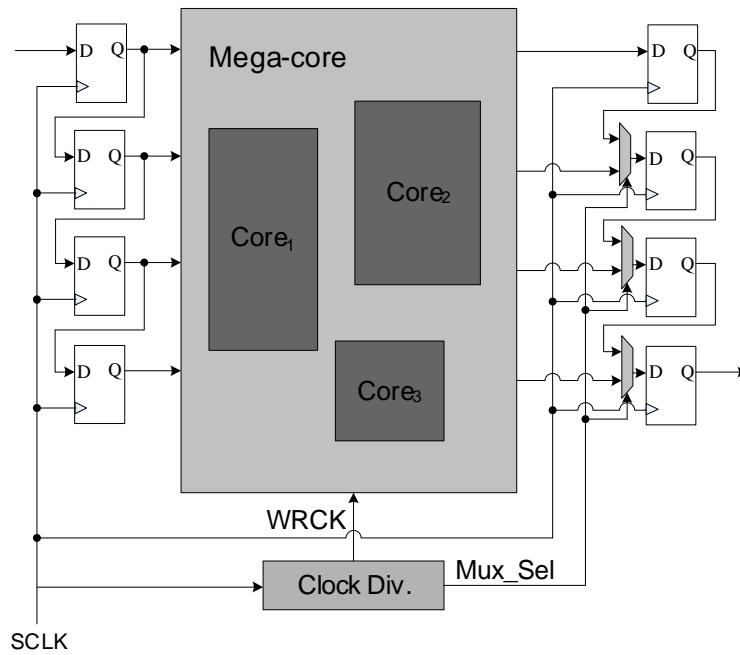 D Q
Mega-core
D Q
D Q
D Q
D Q
Core₁
Core₂
D Q
D Q
D Q
Core₃
WRCK
Mux_Sel
Clock Div.
SCLK